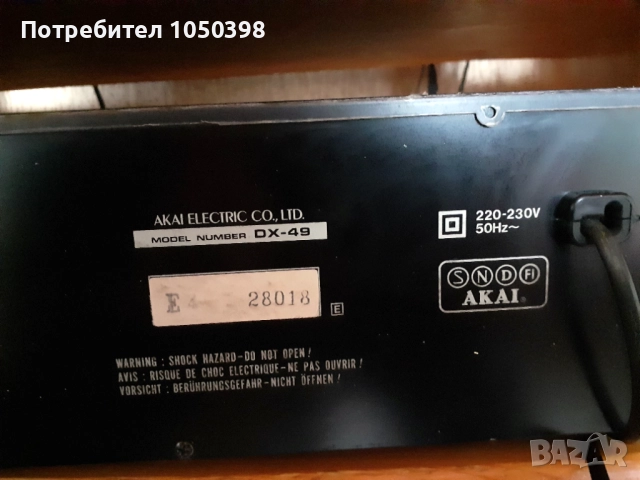 Потребител 1050398
AKAI ELECTRIC CO., LTD.
MODEL NUMBER DX-49
220-230V
50Hz~
S N D FI
AKAI
E 28018
E
WARNING : SHOCK HAZARD-DO NOT OPEN !
AVIS : RISQUE DE CHOC ELECTRIQUE-NE PAS OUVRIR !
VORSICHT : BERÜHRUNGSGEFAHR-NICHT ÖFFNEN !
BAZAR